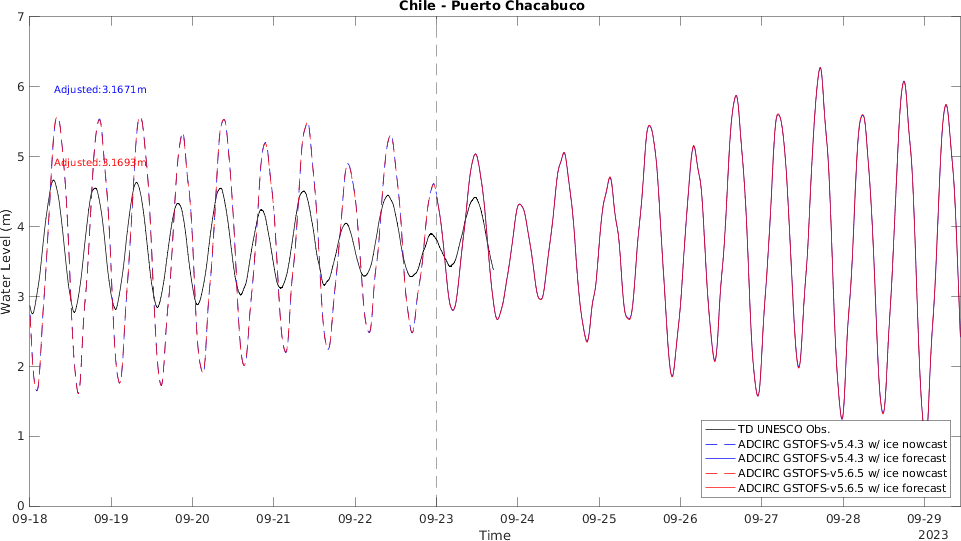 Chile - Puerto Chacabuco
7
6
5
4
3
2
1
0
Water Level (m)
Adjusted:3.1671m
Adjusted:3.1693m
TD UNESCO Obs.
ADCIRC GSTOFS-v5.4.3 w/ ice nowcast
ADCIRC GSTOFS-v5.4.3 w/ ice forecast
ADCIRC GSTOFS-v5.6.5 w/ ice nowcast
ADCIRC GSTOFS-v5.6.5 w/ ice forecast
09-18 09-19 09-20 09-21 09-22 09-23 09-24 09-25 09-26 09-27 09-28 09-29
Time
2023